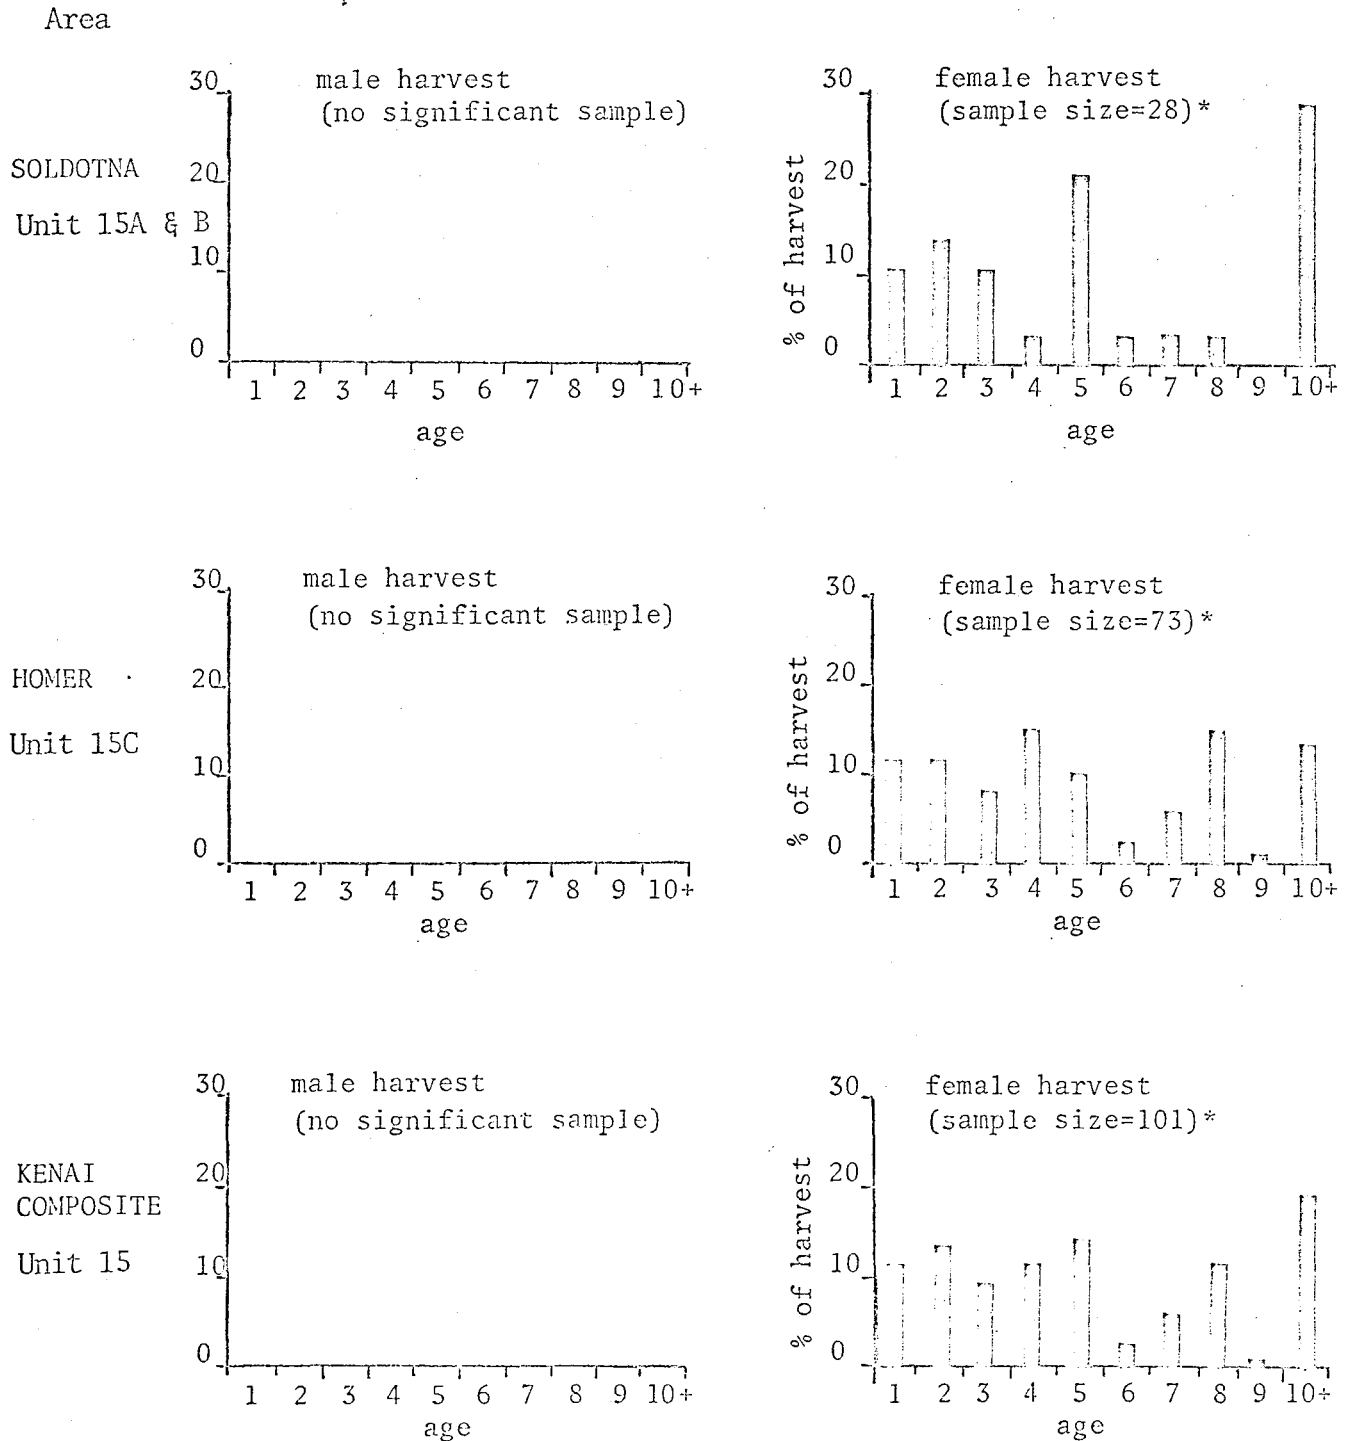 Area
SOLDOTNA
Unit 15A & B
male harvest
(no significant sample)
30
20
10
0
1 2 3 4 5 6 7 8 9 10+
age
female harvest
(sample size=28)*
% of harvest
30
20
10
0
1 2 3 4 5 6 7 8 9 10+
age
HOMER
Unit 15C
male harvest
(no significant sample)
30
20
10
0
1 2 3 4 5 6 7 8 9 10+
age
female harvest
(sample size=73)*
% of harvest
30
20
10
0
1 2 3 4 5 6 7 8 9 10+
age
KENAI
COMPOSITE
Unit 15
male harvest
(no significant sample)
30
20
10
0
1 2 3 4 5 6 7 8 9 10+
age
female harvest
(sample size=101)*
% of harvest
30
20
10
0
1 2 3 4 5 6 7 8 9 10+
age